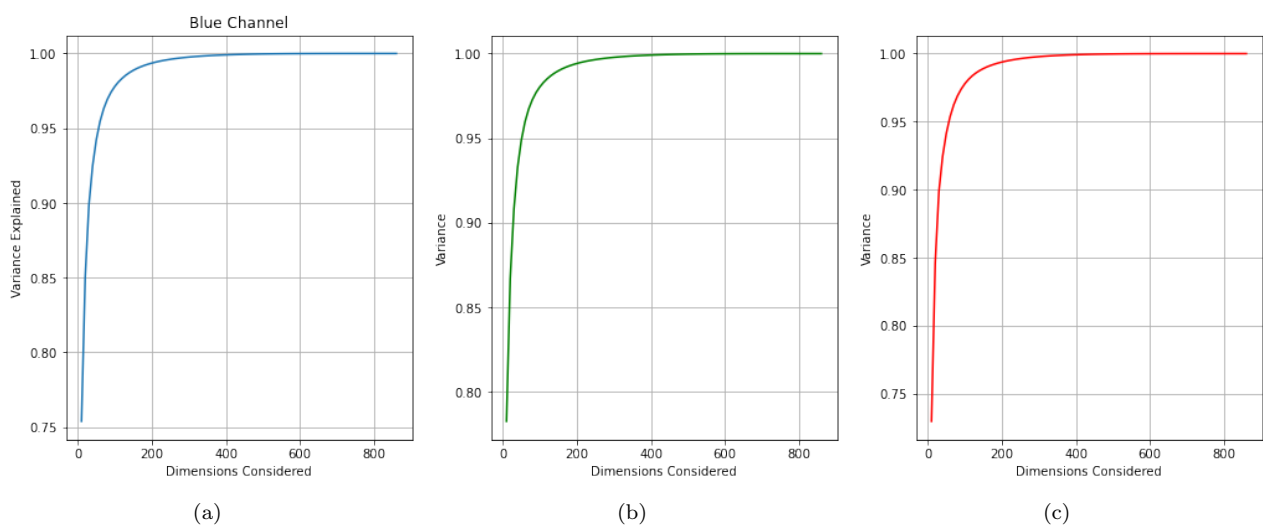 Blue Channel
Variance Explained
1.00
0.95
0.90
0.85
0.80
0.75
0 200 400 600 800
Dimensions Considered
(a)
Variance
1.00
0.95
0.90
0.85
0.80
0 200 400 600 800
Dimensions Considered
(b)
Variance
1.00
0.95
0.90
0.85
0.80
0.75
0 200 400 600 800
Dimensions Considered
(c)